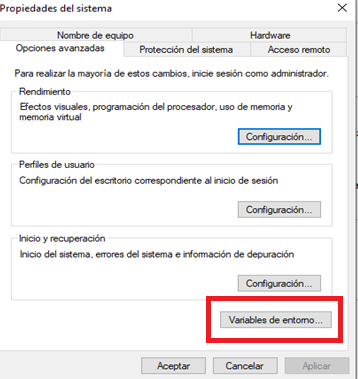 Propiedades del sistema
Nombre de equipo
Hardware
Opciones avanzadas
Protección del sistema
Acceso remoto
Para realizar la mayoría de estos cambios, inicie sesión como administrador.
Rendimiento
Efectos visuales, programación del procesador, uso de memoria y
memoria virtual
Configuración...
Perfiles de usuario
Configuración del escritorio correspondiente al inicio de sesión
Configuración...
Inicio y recuperación
Inicio del sistema, errores del sistema e información de depuración
Configuración...
Variables de entorno...
Aceptar
Cancelar
Aplicar